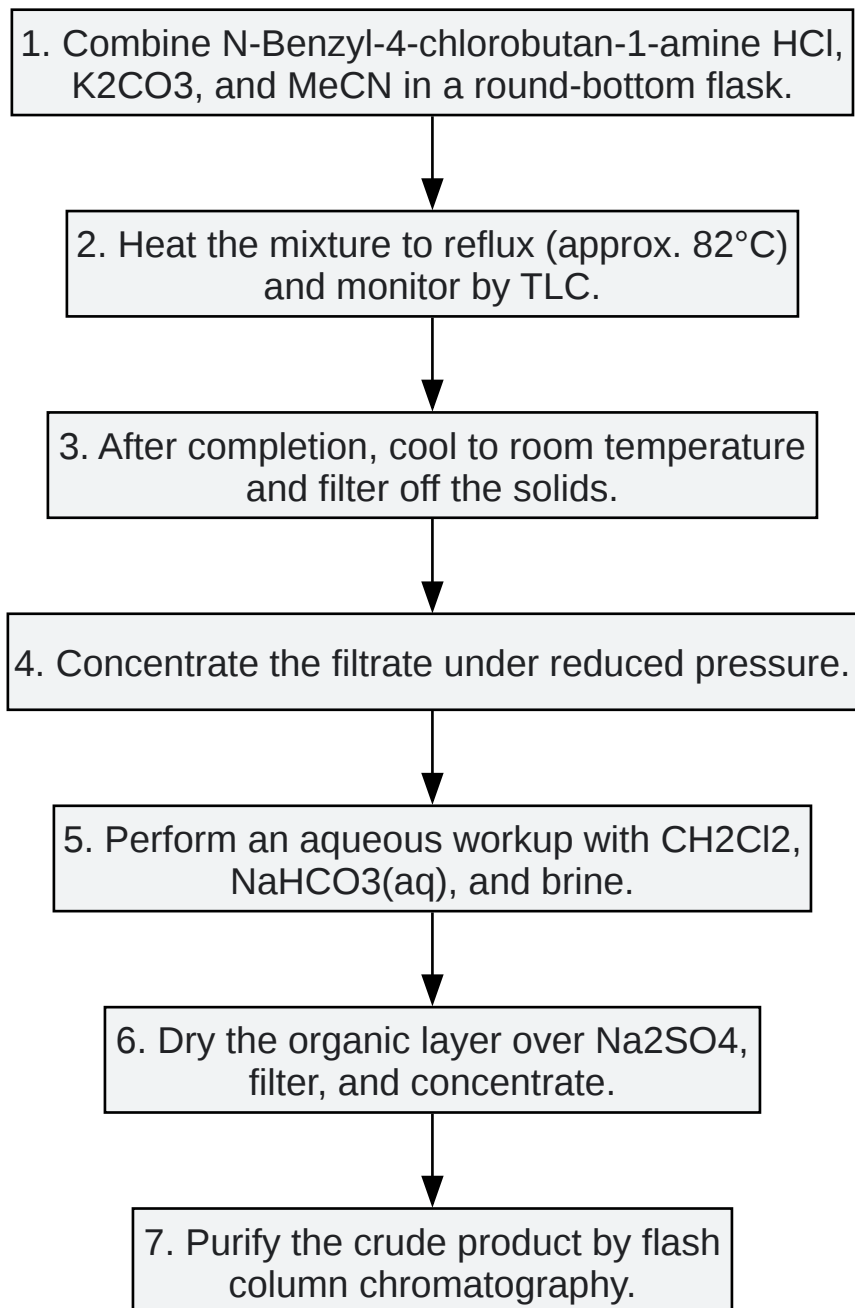 1. Combine N-Benzyl-4-chlorobutan-1-amine HCl,
K2CO3, and MeCN in a round-bottom flask.
2. Heat the mixture to reflux (approx. 82°C)
and monitor by TLC.
3. After completion, cool to room temperature
and filter off the solids.
4. Concentrate the filtrate under reduced pressure.
5. Perform an aqueous workup with CH2Cl2,
NaHCO3(aq), and brine.
6. Dry the organic layer over Na2SO4,
filter, and concentrate.
7. Purify the crude product by flash
column chromatography.